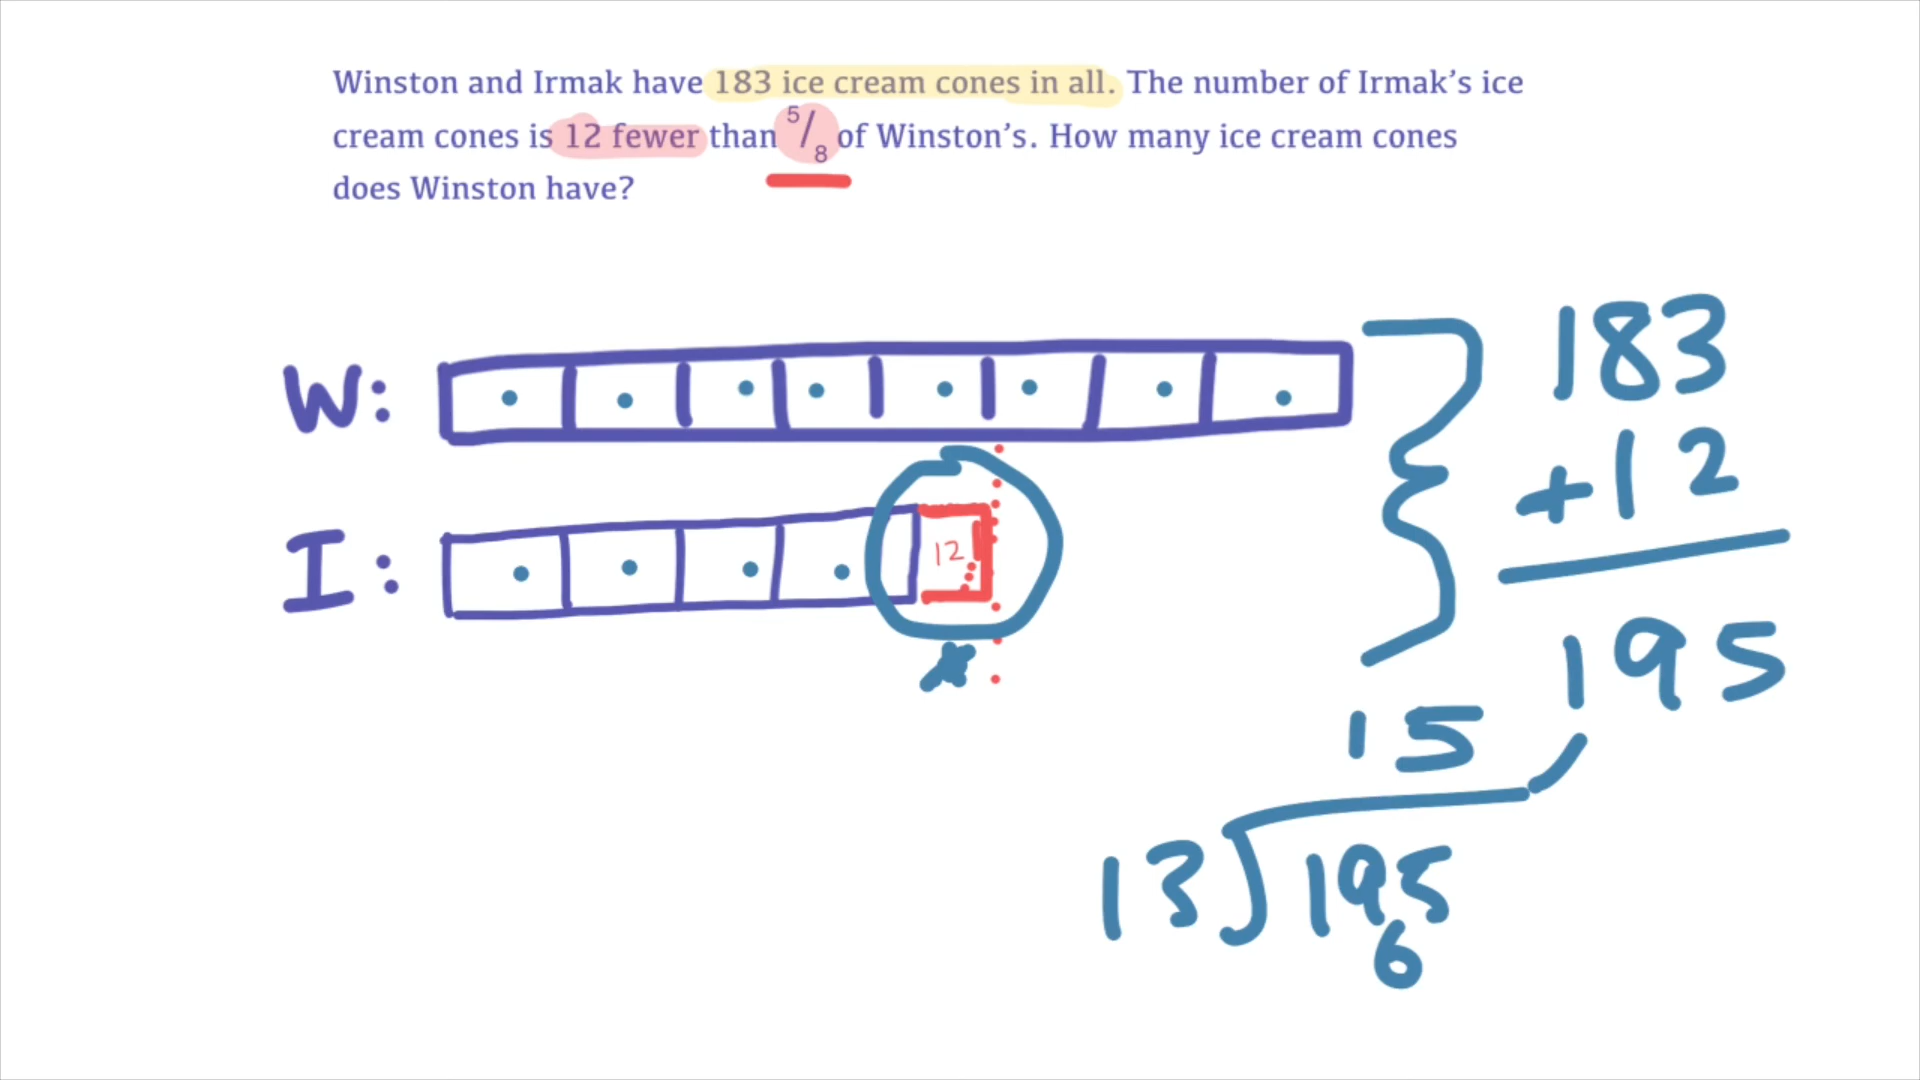 Winston and Irmak have 183 ice cream cones in all. The number of Irmak’s ice
cream cones is 12 fewer than 5/8 of Winston’s. How many ice cream cones
does Winston have?
W:
I:
12
183
+12
195
15
13 195
6